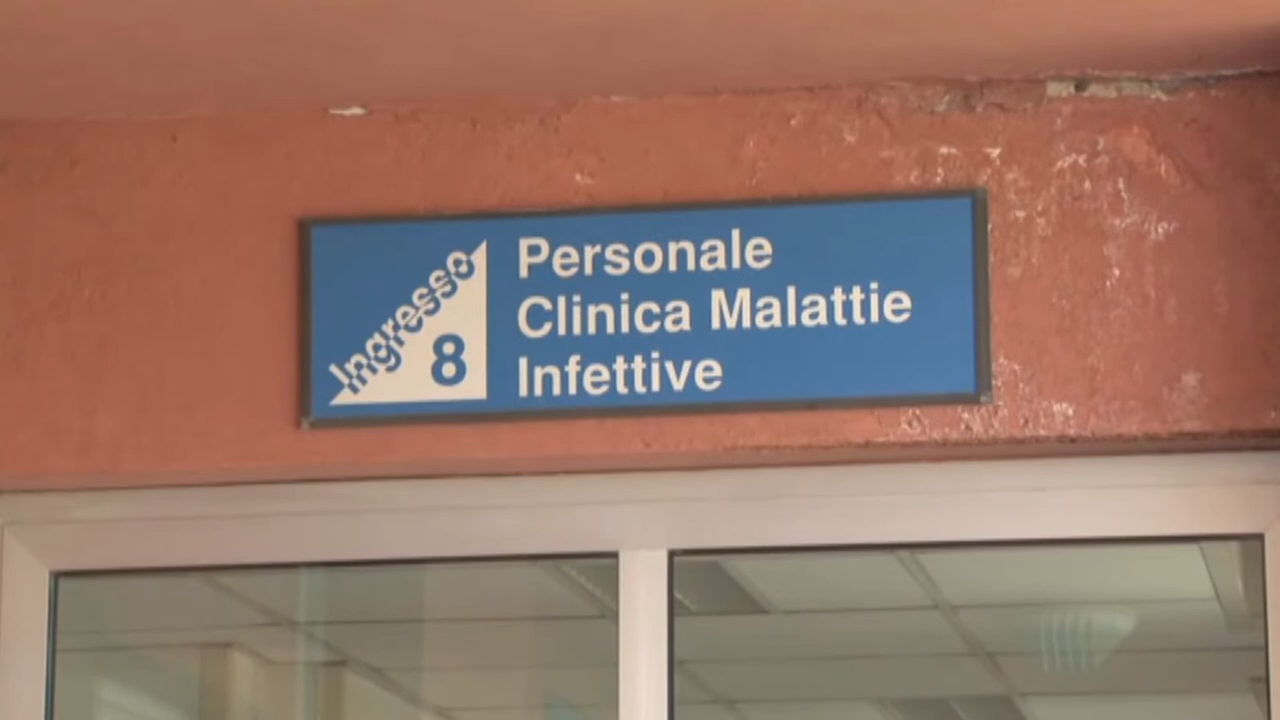 Ingresso
8
Personale
Clinica Malattie
Infettive